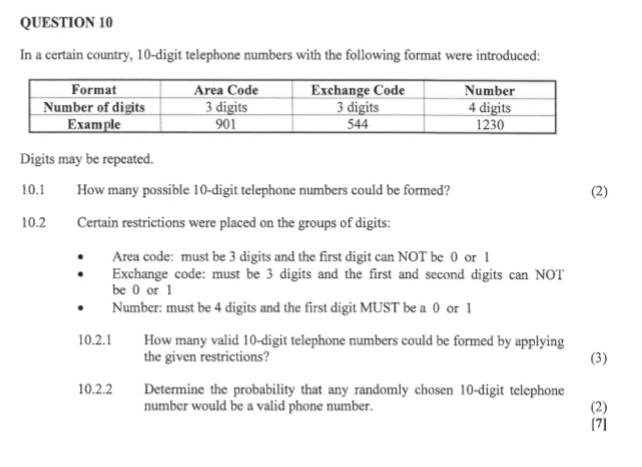 QUESTION 10
In a certain country, 10-digit telephone numbers with the following format were introduced:
Format Area Code Exchange Code Number
Number of digits 3 digits 3 digits 4 digits
Example 901 544 1230
Digits may be repeated.
10.1 How many possible 10-digit telephone numbers could be formed? (2)
10.2 Certain restrictions were placed on the groups of digits:
• Area code: must be 3 digits and the first digit can NOT be 0 or 1
• Exchange code: must be 3 digits and the first and second digits can NOT
be 0 or 1
• Number: must be 4 digits and the first digit MUST be a 0 or 1
10.2.1 How many valid 10-digit telephone numbers could be formed by applying
the given restrictions? (3)
10.2.2 Determine the probability that any randomly chosen 10-digit telephone
number would be a valid phone number. (2)
[7]